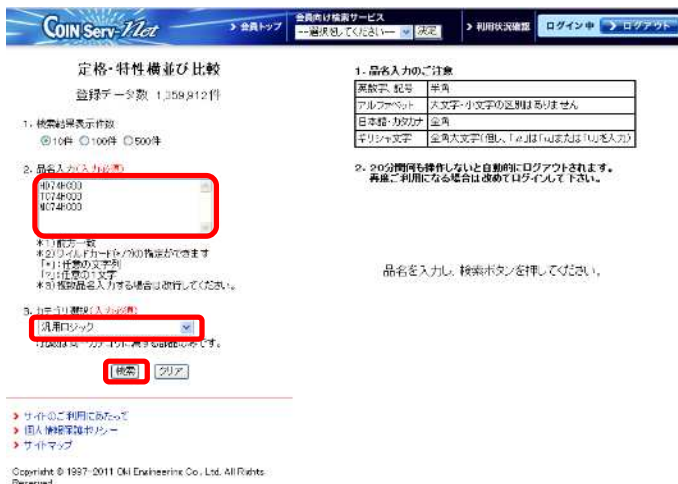 COIN Serv-Net
会員トップ
会員向け検索サービス
--選択してください--
決定
利用状況確認
ログイン中
ログアウト
定格・特性横並び比較
登録データ数 1,359,912件
1. 検索結果表示件数
10件 100件 500件
2. 品名入力(入力必須)
HD74HC00
TC74HC00
MC74HC00
*1)前方一致
*2)ワイルドカード(*/?)の指定ができます
「*」:任意の文字列
「?」:任意の1文字
*3)複数品名入力する場合は改行してください。
3. カテゴリ選択(入力必須)
汎用ロジック
検索
クリア
サイトのご利用にあたって
個人情報保護ポリシー
サイトマップ
Copyright © 1997-2011 Oki Engineering Co., Ltd. All Rights
Reserved.
1. 品名入力のご注意
英数字、記号 半角
アルファベット 大文字・小文字の区別はありません
日本語・カタカナ 全角
ギリシャ文字
2. 20分間何も操作しないと自動的にログアウトされます。
再度ご利用になる場合は改めてログインして下さい。
品名を入力し、検索ボタンを押してください。